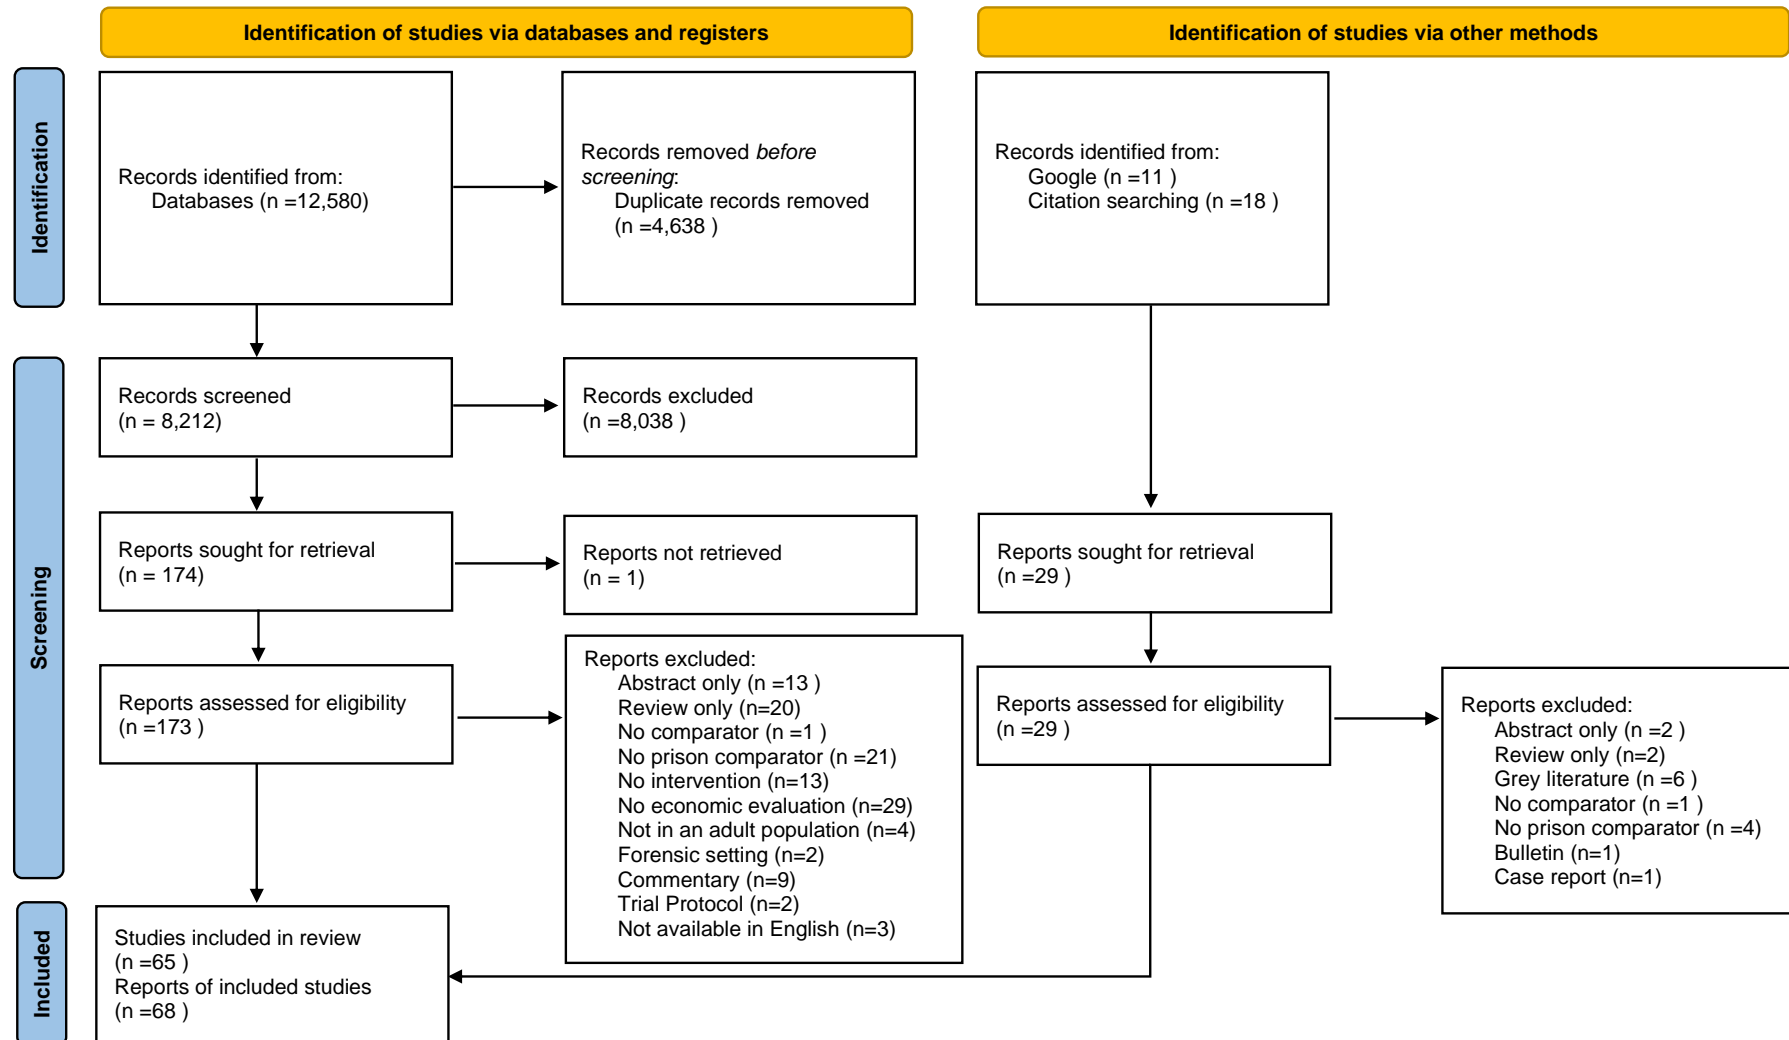 Identification of studies via databases and registers
Identification of studies via other methods
Identification
Records identified from:
Databases (n =12,580)
Records removed before
screening:
Duplicate records removed
(n =4,638 )
Records identified from:
Google (n =11 )
Citation searching (n =18 )
Screening
Records screened
(n = 8,212)
Records excluded
(n =8,038 )
Reports sought for retrieval
(n = 174)
Reports not retrieved
(n = 1)
Reports sought for retrieval
(n =29 )
Reports assessed for eligibility
(n =173 )
Reports excluded:
Abstract only (n =13 )
Review only (n=20)
No comparator (n =1 )
No prison comparator (n =21)
No intervention (n=13)
No economic evaluation (n=29)
Not in an adult population (n=4)
Forensic setting (n=2)
Commentary (n=9)
Trial Protocol (n=2)
Not available in English (n=3)
Reports assessed for eligibility
(n =29 )
Reports excluded:
Abstract only (n =2 )
Review only (n=2)
Grey literature (n =6 )
No comparator (n =1 )
No prison comparator (n =4)
Bulletin (n=1)
Case report (n=1)
Included
Studies included in review
(n =65 )
Reports of included studies
(n =68 )